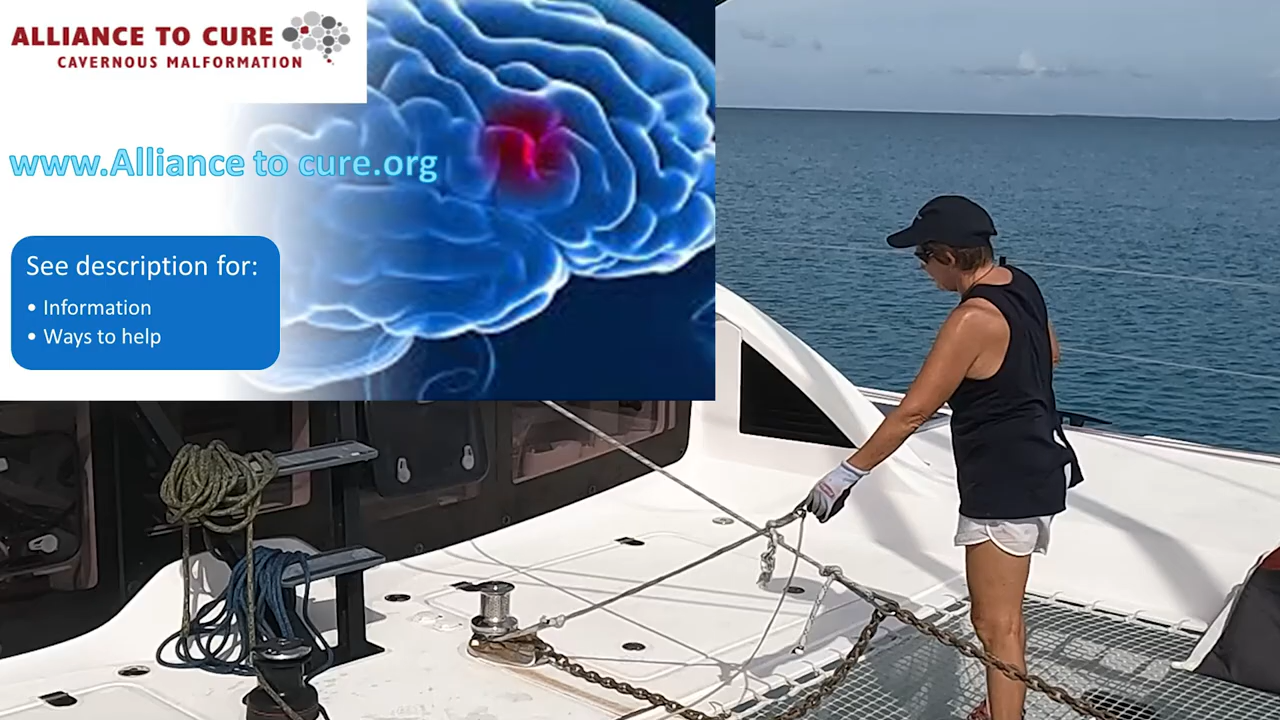 ALLIANCE TO CURE
CAVERNOUS MALFORMATION
www.Alliance to cure.org
See description for:
• Information
• Ways to help